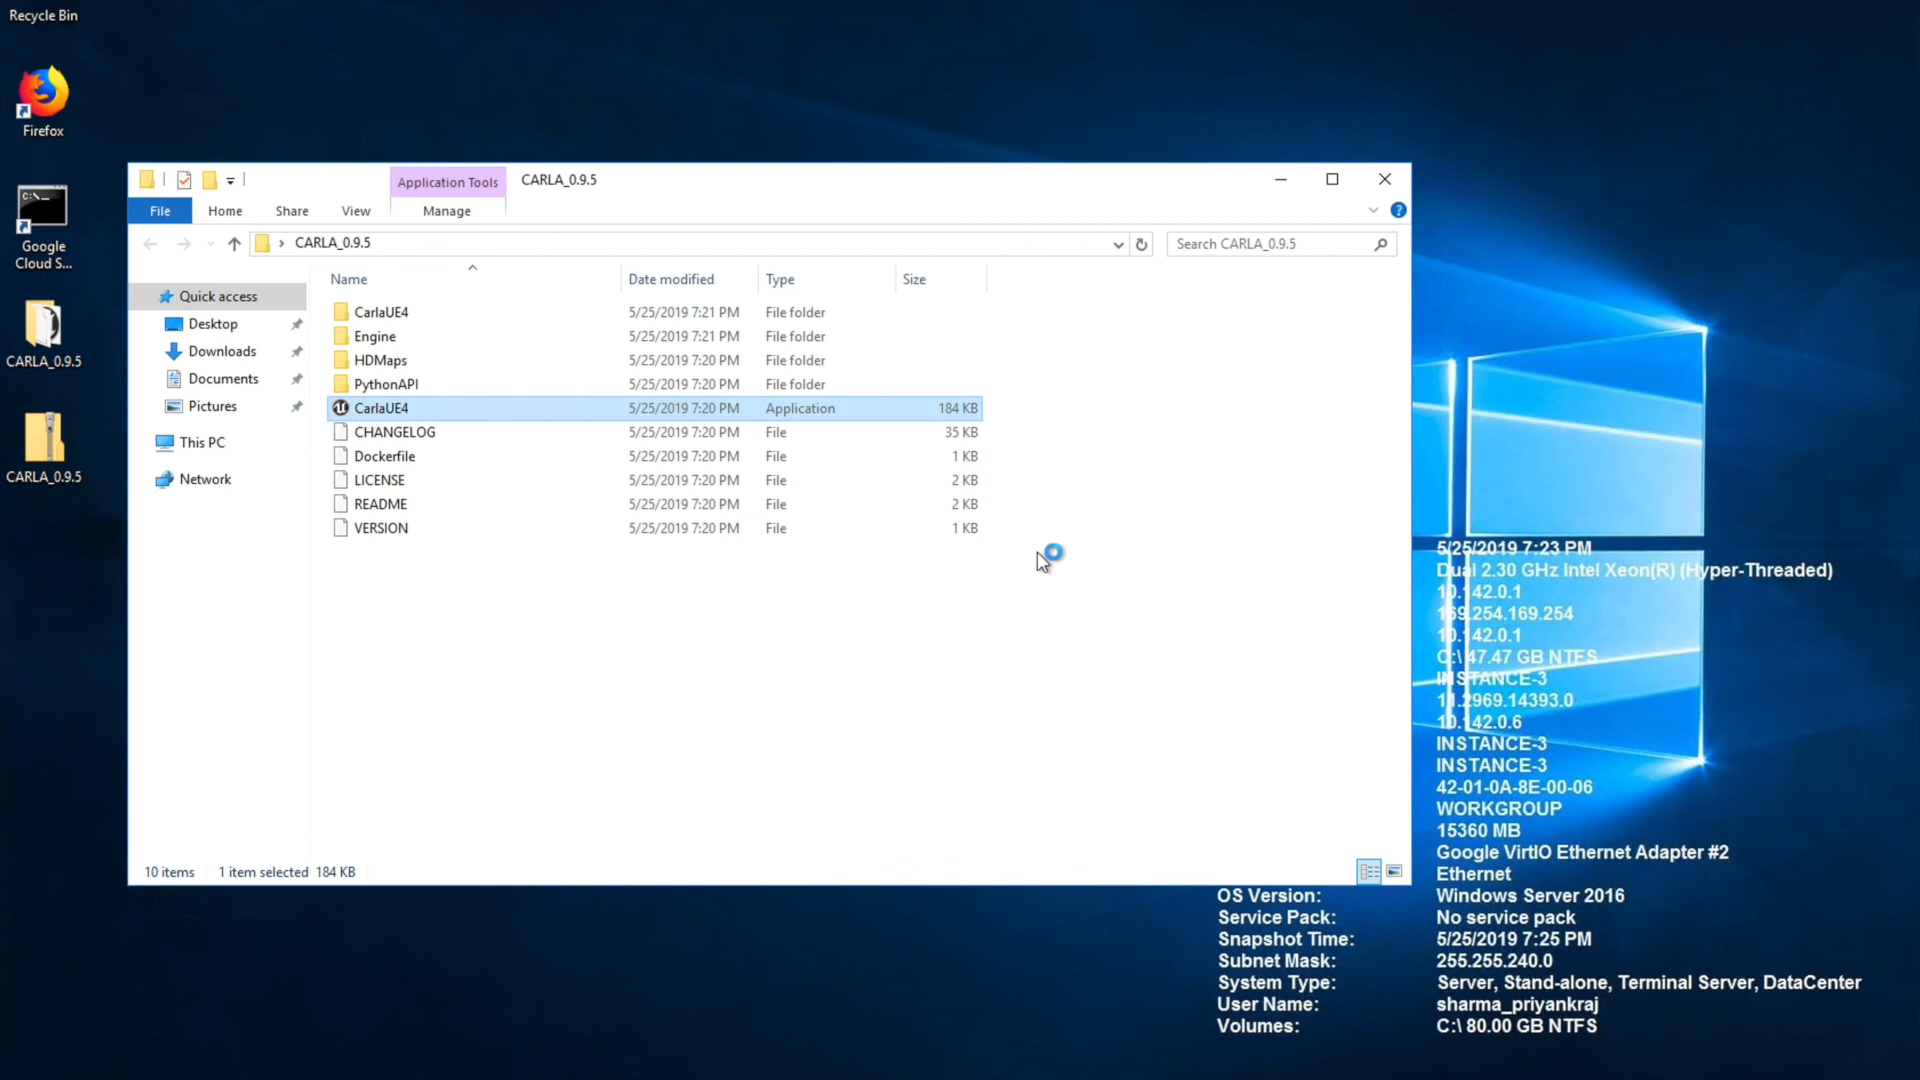 Recycle Bin
Firefox
Google
Cloud S...
CARLA_0.9.5
CARLA_0.9.5
Application Tools
CARLA_0.9.5
File
Home
Share
View
Manage
CARLA_0.9.5
Search CARLA_0.9.5
Quick access
Desktop
Downloads
Documents
Pictures
This PC
Network
Name
Date modified
Type
Size
CarlaUE4 5/25/2019 7:21 PM File folder
Engine 5/25/2019 7:21 PM File folder
HDMaps 5/25/2019 7:20 PM File folder
PythonAPI 5/25/2019 7:20 PM File folder
CarlaUE4 5/25/2019 7:20 PM Application 184 KB
CHANGELOG 5/25/2019 7:20 PM File 35 KB
Dockerfile 5/25/2019 7:20 PM File 1 KB
LICENSE 5/25/2019 7:20 PM File 2 KB
README 5/25/2019 7:20 PM File 2 KB
VERSION 5/25/2019 7:20 PM File 1 KB
10 items 1 item selected 184 KB
5/25/2019 7:23 PM
Dual 2.30 GHz Intel Xeon(R) (Hyper-Threaded)
10.142.0.1
169.254.169.254
10.142.0.1
C:\ 47.47 GB NTFS
INSTANCE-3
11.2969.14393.0
10.142.0.6
INSTANCE-3
INSTANCE-3
42-01-0A-8E-00-06
WORKGROUP
15360 MB
Google VirtIO Ethernet Adapter #2
Ethernet
OS Version: Windows Server 2016
Service Pack: No service pack
Snapshot Time: 5/25/2019 7:25 PM
Subnet Mask: 255.255.240.0
System Type: Server, Stand-alone, Terminal Server, DataCenter
User Name: sharma_priyankraj
Volumes: C:\ 80.00 GB NTFS